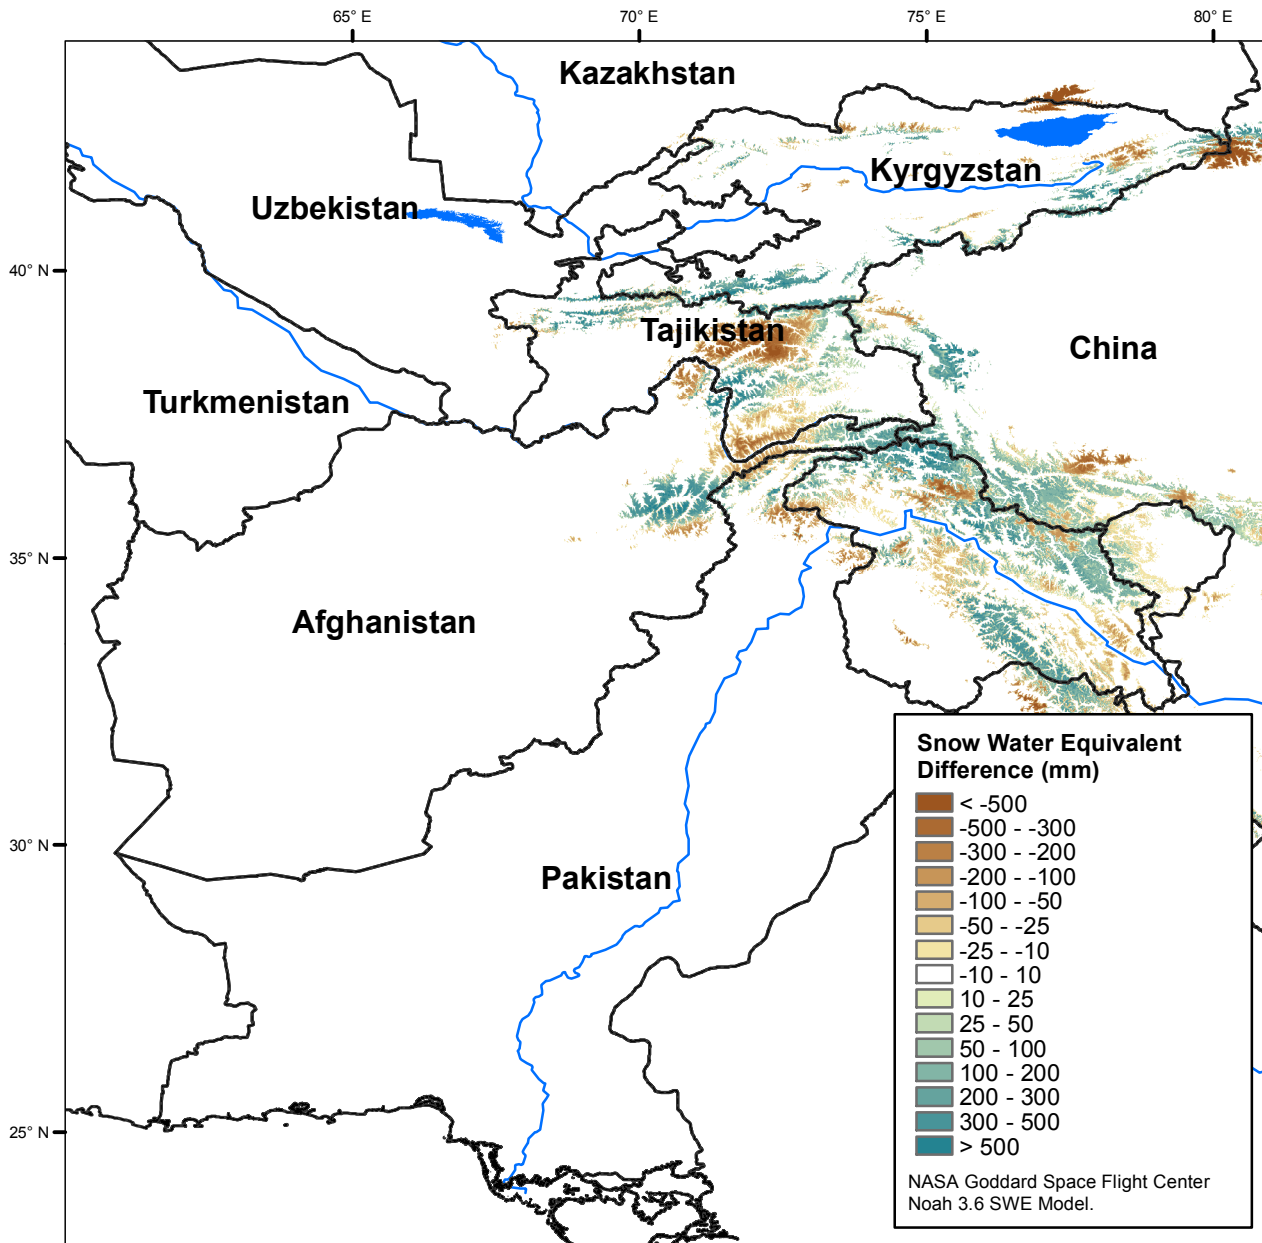 65° E
70° E
75° E
80° E
Kazakhstan
Kyrgyzstan
Uzbekistan
40° N
Tajikistan
China
Turkmenistan
35° N
Afghanistan
30° N
Pakistan
25° N
Snow Water Equivalent
Difference (mm)
< -500
-500 - -300
-300 - -200
-200 - -100
-100 - -50
-50 - -25
-25 - -10
-10 - 10
10 - 25
25 - 50
50 - 100
100 - 200
200 - 300
300 - 500
> 500
NASA Goddard Space Flight Center
Noah 3.6 SWE Model.